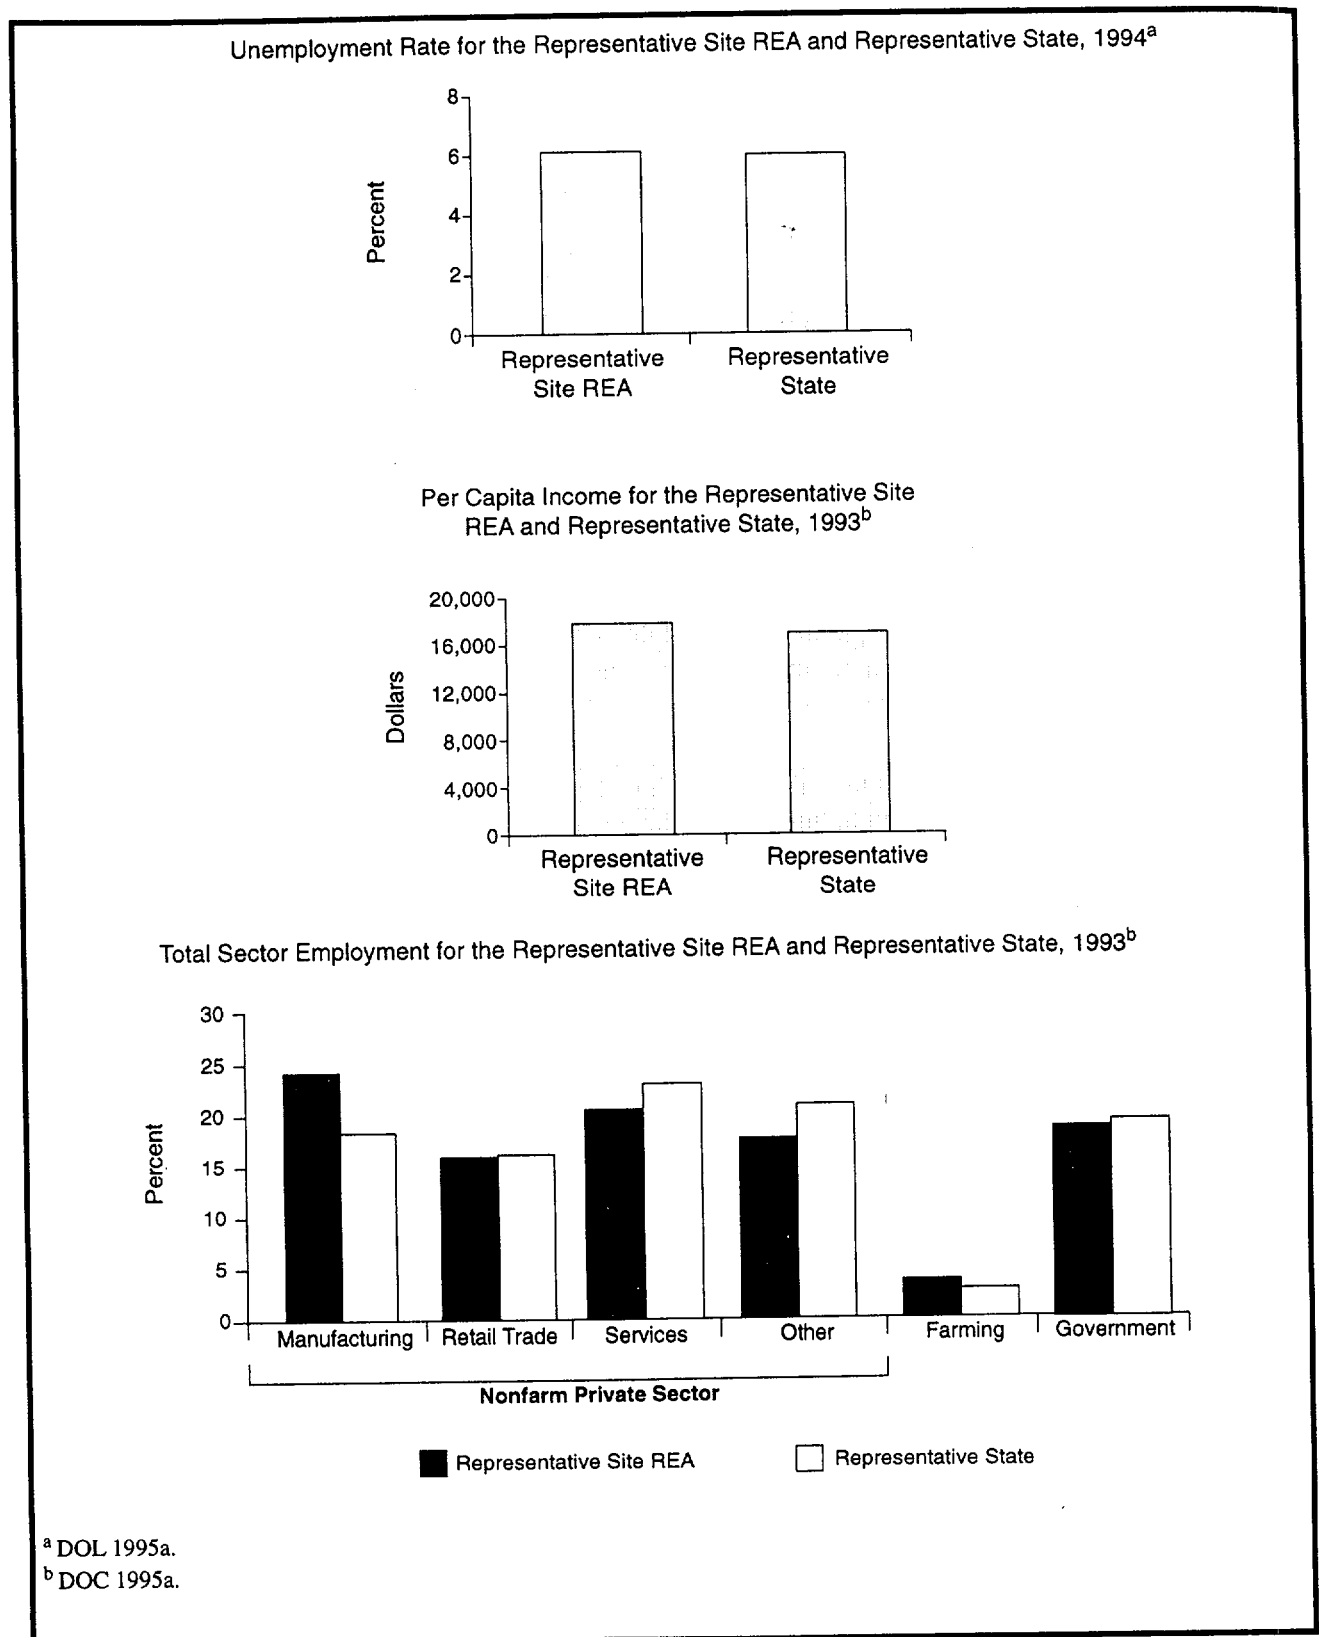 Unemployment Rate for the Representative Site REA and Representative State, 1994a
8
6
4
2
0
Percent
Representative
Site REA
Representative
State
Per Capita Income for the Representative Site
REA and Representative State, 1993b
20,000
16,000
12,000
8,000
4,000
0
Dollars
Representative
Site REA
Representative
State
Total Sector Employment for the Representative Site REA and Representative State, 1993b
30
25
20
15
10
5
0
Percent
Manufacturing
Retail Trade
Services
Other
Farming
Government
Nonfarm Private Sector
Representative Site REA
Representative State
a DOL 1995a.
b DOC 1995a.